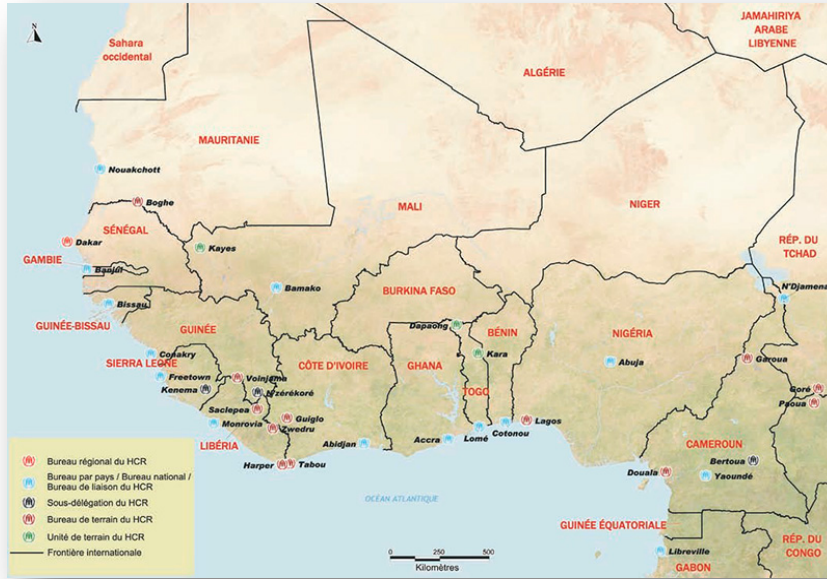 N
JAMAHIRIYA
ARABE
LIBYENNE
Sahara
occidental
ALGÉRIE
MAURITANIE
Nouakchott
Boghe
MALI
NIGER
SÉNÉGAL
Dakar
Kayes
RÉP. DU
TCHAD
GAMBIE
Banjul
Bamako
BURKINA FASO
N'Djamena
Bissau
GUINÉE-BISSAU
GUINÉE
Dapaong
BÉNIN
NIGÉRIA
Conakry
SIERRA LEONE
CÔTE D'IVOIRE
GHANA
Kara
Abuja
Garoua
Freetown
Voinjama
Kenema
N'zérékoré
TOGO
Goré
Paoua
Saclepea
Guiglo
Monrovia
Zwedru
Lagos
Cotonou
Lomé
LIBÉRIA
Abidjan
Accra
CAMEROUN
Bertoua
Harper
Tabou
Douala
Yaoundé
OCÉAN ATLANTIQUE
GUINÉE ÉQUATORIALE
Libreville
GABON
RÉP. DU
CONGO
Bureau régional du HCR
Bureau par pays / Bureau national /
Bureau de liaison du HCR
Sous-délégation du HCR
Bureau de terrain du HCR
Unité de terrain du HCR
Frontière internationale
0 250 500
Kilomètres